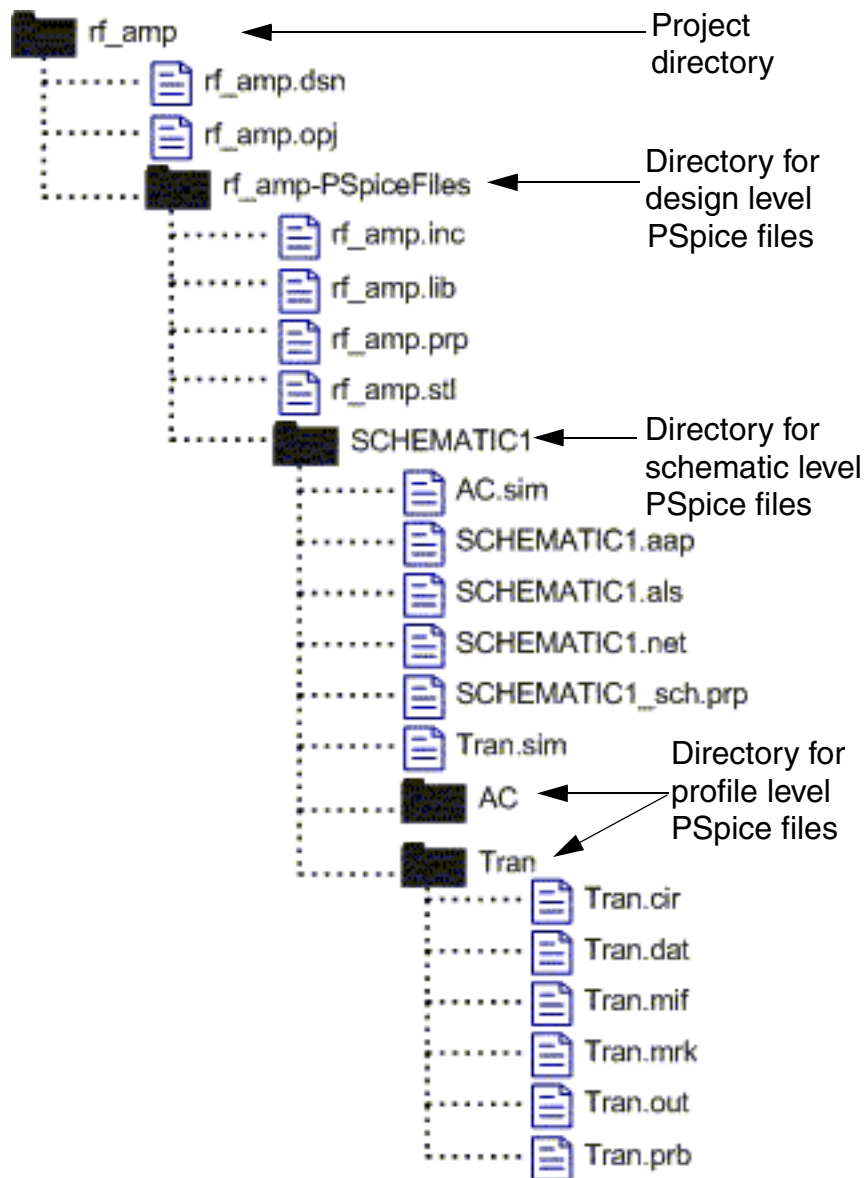 rf_amp
Project
directory
rf_amp.dsn
rf_amp.opj
rf_amp-PSpiceFiles
Directory for
design level
PSpice files
rf_amp.inc
rf_amp.lib
rf_amp.prp
rf_amp.stl
SCHEMATIC1
Directory for
schematic level
PSpice files
AC.sim
SCHEMATIC1.aap
SCHEMATIC1.als
SCHEMATIC1.net
SCHEMATIC1_sch.prp
Tran.sim
Directory for
profile level
PSpice files
AC
Tran
Tran.cir
Tran.dat
Tran.mif
Tran.mrk
Tran.out
Tran.prb